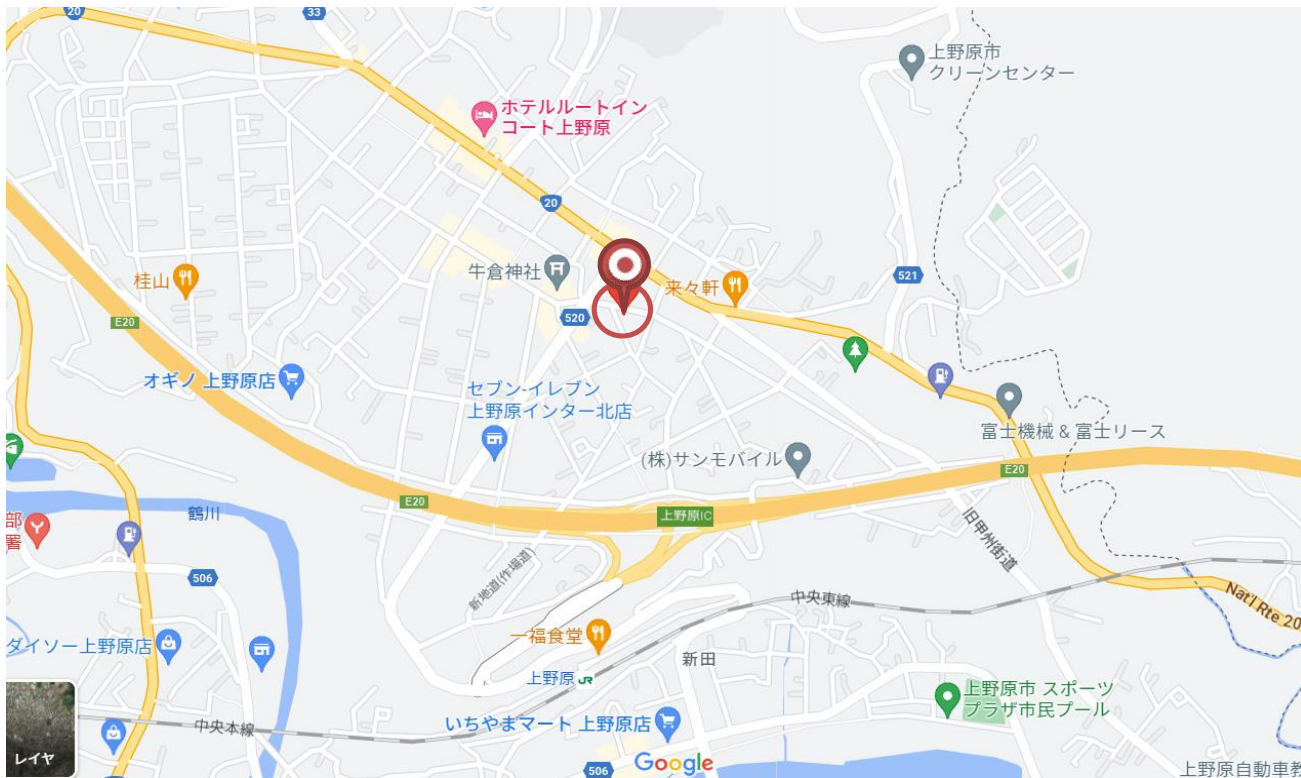 20
33
上野原市
クリーンセンター
ホテルルートイン
コート上野原
20
牛倉神社
来々軒
521
桂山
520
E20
オギノ 上野原店
セブン-イレブン
上野原インター北店
富士機械 & 富士リース
(株)サンモバイル
E20
E20
上野原IC
鶴川
部
署
旧甲州街道
新地道(作場道)
506
中央東線
Nat'l Rte 20
一福食堂
ダイソー上野原店
新田
上野原 JR
上野原市 スポーツ
プラザ市民プール
中央本線
いちやまマート 上野原店
レイヤ
506
Google
上野原自動車教